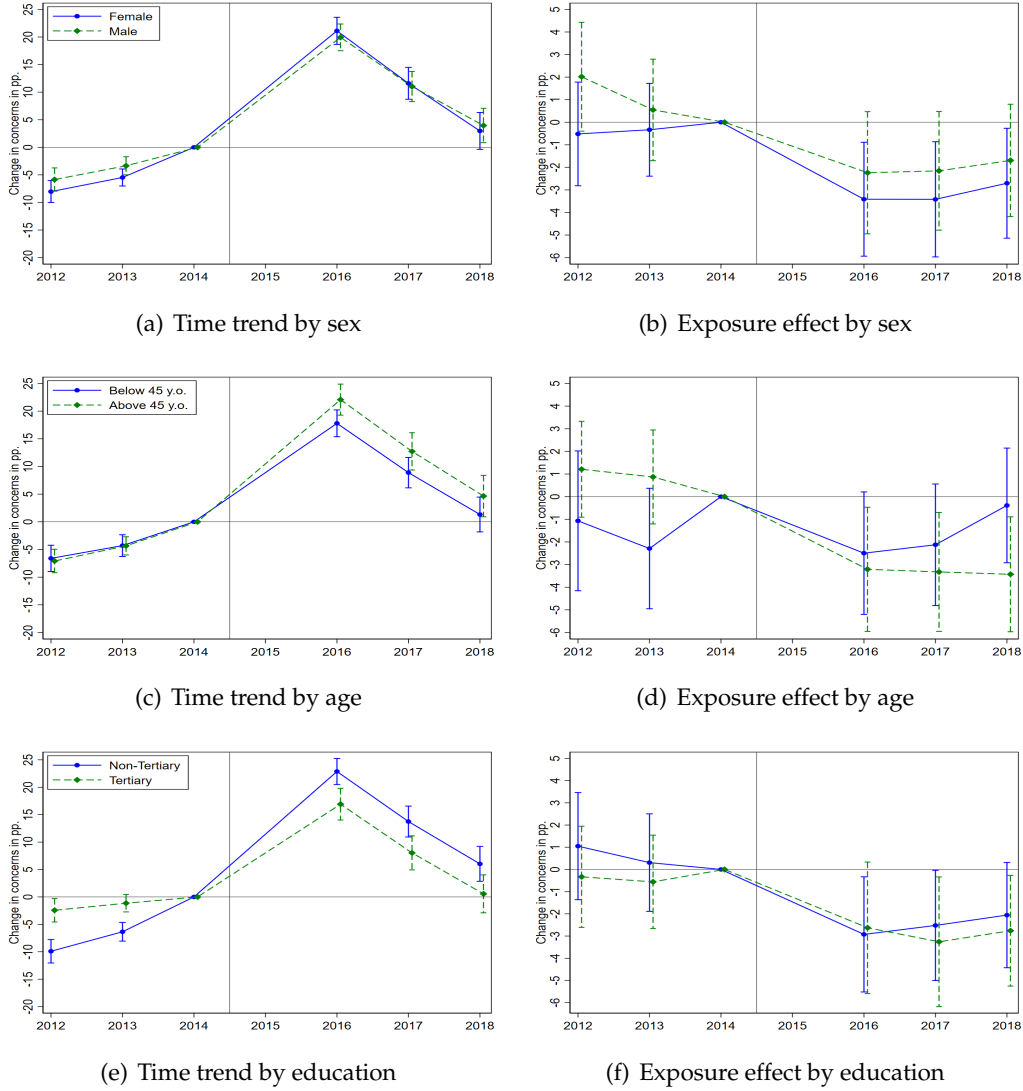 Female
Male
Change in concerns in pp.
25
20
15
10
5
0
-5
-10
-15
-20
2012 2013 2014 2015 2016 2017 2018
(a) Time trend by sex
Change in concerns in pp.
5
4
3
2
1
0
-1
-2
-3
-4
-5
-6
2012 2013 2014 2015 2016 2017 2018
(b) Exposure effect by sex
Below 45 y.o.
Above 45 y.o.
Change in concerns in pp.
25
20
15
10
5
0
-5
-10
-15
-20
2012 2013 2014 2015 2016 2017 2018
(c) Time trend by age
Change in concerns in pp.
5
4
3
2
1
0
-1
-2
-3
-4
-5
-6
2012 2013 2014 2015 2016 2017 2018
(d) Exposure effect by age
Non-Tertiary
Tertiary
Change in concerns in pp.
25
20
15
10
5
0
-5
-10
-15
-20
2012 2013 2014 2015 2016 2017 2018
(e) Time trend by education
Change in concerns in pp.
5
4
3
2
1
0
-1
-2
-3
-4
-5
-6
2012 2013 2014 2015 2016 2017 2018
(f) Exposure effect by education